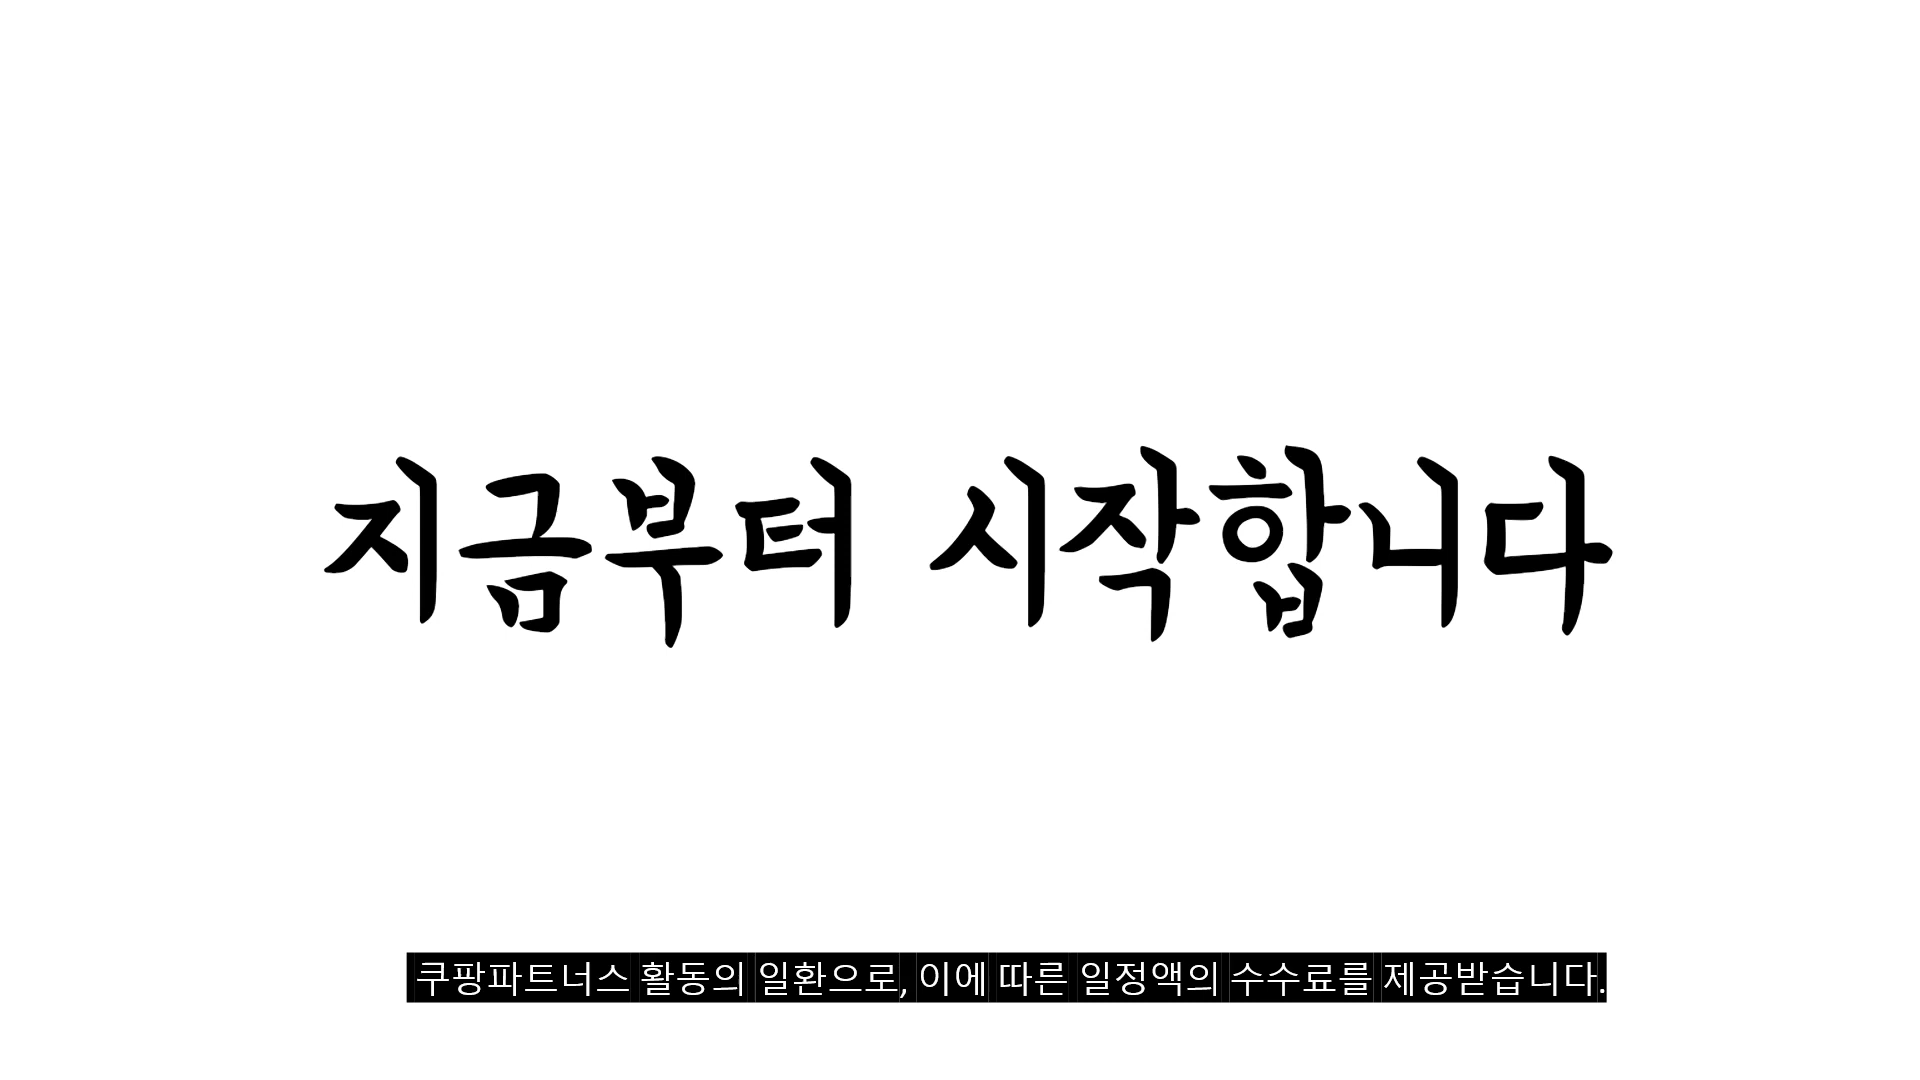 지금부터 시작합니다
쿠팡파트너스 활동의 일환으로, 이에 따른 일정액의 수수료를 제공받습니다.